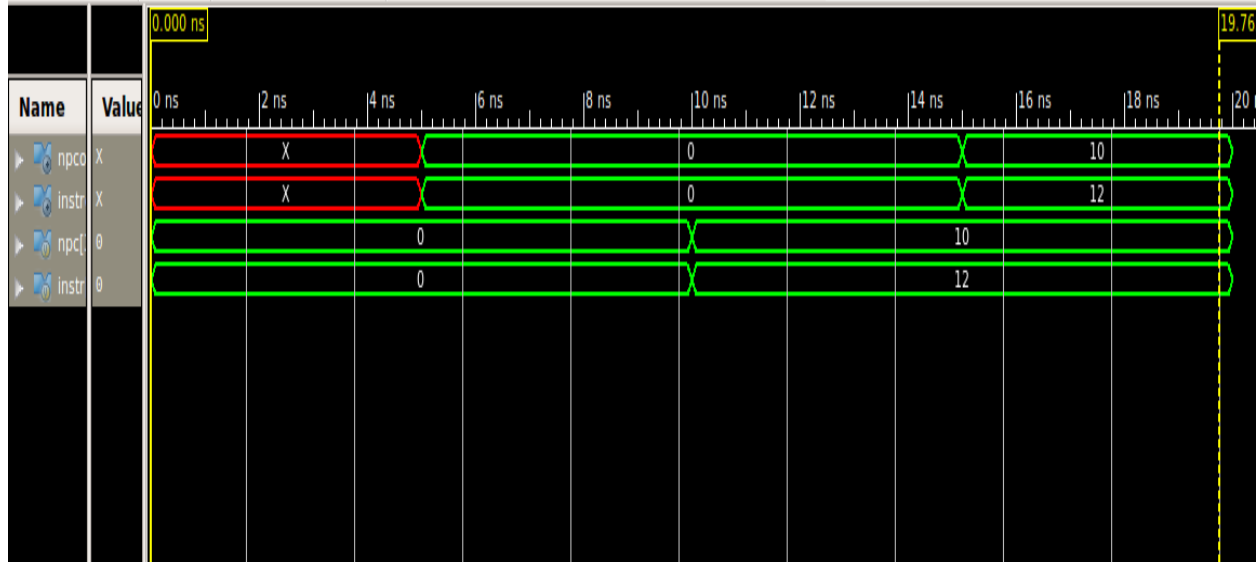 0.000 ns 19.76
Name Value 0 ns 2 ns 4 ns 6 ns 8 ns 10 ns 12 ns 14 ns 16 ns 18 ns 20
npco X X 0 10
instr X X 0 12
npc[ 0 0 10
instr 0 0 12